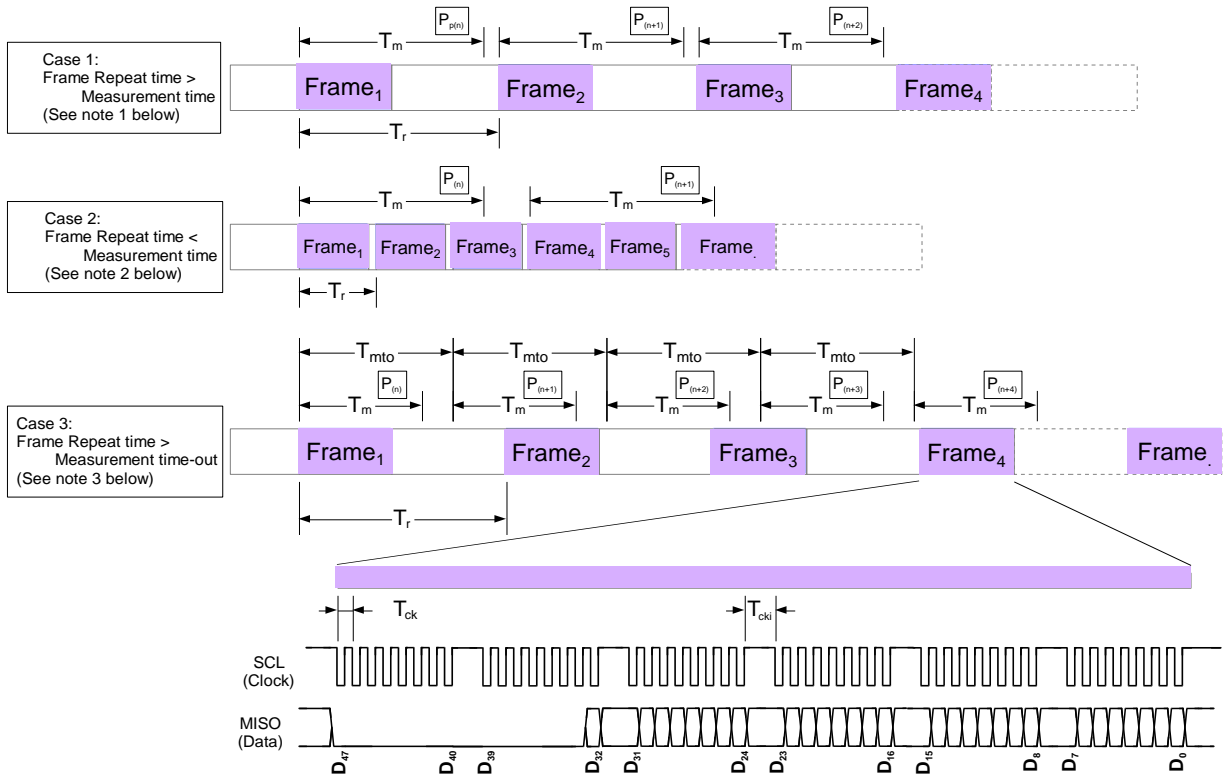 Case 1:
Frame Repeat time >
Measurement time
(See note 1 below)
Tm Pp(n) Tm P(n+1) Tm P(n+2)
Frame1 Frame2 Frame3 Frame4
Tr
Case 2:
Frame Repeat time <
Measurement time
(See note 2 below)
Tm P(n) Tm P(n+1)
Frame1 Frame2 Frame3 Frame4 Frame5 Frame.
Tr
Case 3:
Frame Repeat time >
Measurement time-out
(See note 3 below)
Tmto Tmto Tmto Tmto
Tm P(n) Tm P(n+1) Tm P(n+2) Tm P(n+3) Tm P(n+4)
Frame1 Frame2 Frame3 Frame4 Frame.
Tr
Tck Tcki
SCL
(Clock)
MISO
(Data)
D47 D40 D39 D32 D31 D24 D23 D16 D15 D8 D7 D0